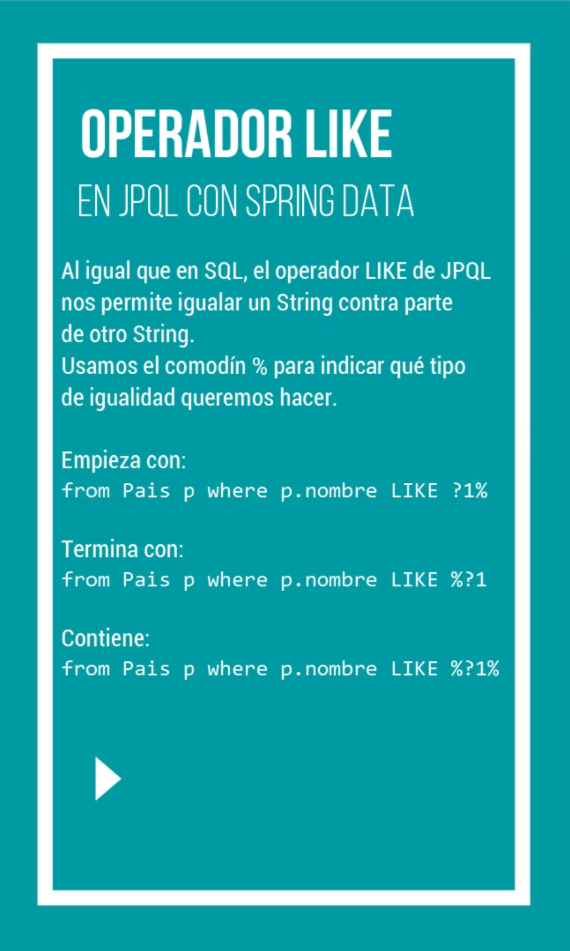 OPERADOR LIKE
EN JPQL CON SPRING DATA
Al igual que en SQL, el operador LIKE de JPQL
nos permite igualar un String contra parte
de otro String.
Usamos el comodín % para indicar qué tipo
de igualdad queremos hacer.
Empieza con:
from Pais p where p.nombre LIKE ?1%
Termina con:
from Pais p where p.nombre LIKE %?1
Contiene:
from Pais p where p.nombre LIKE %?1%